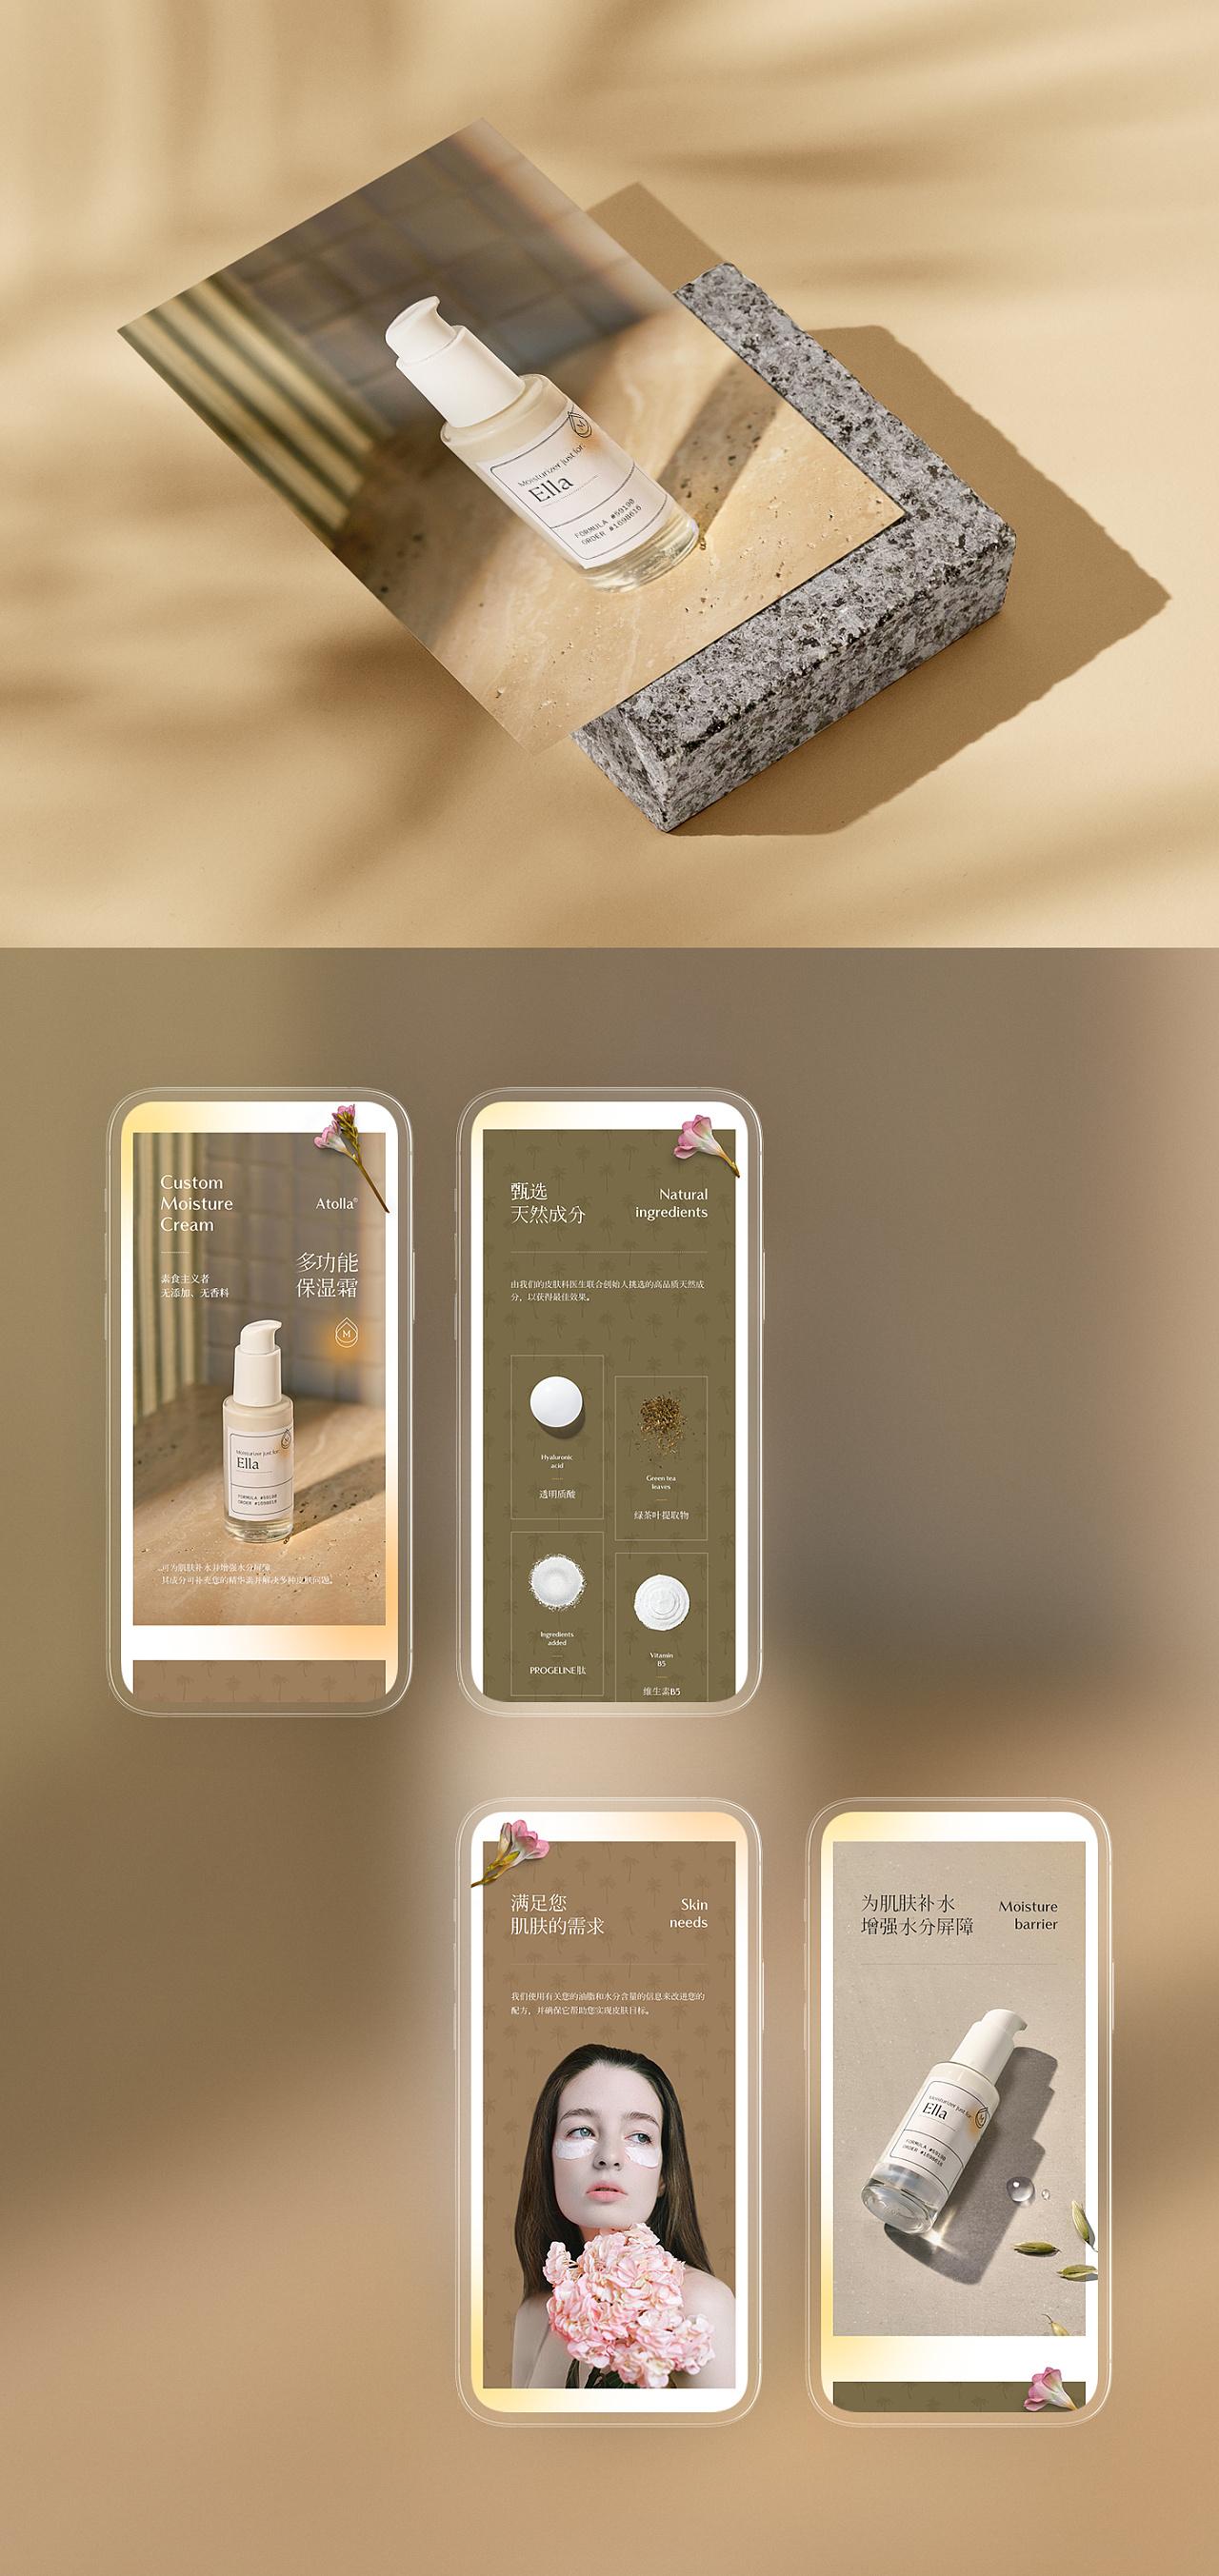 Moisturizer just for:
Ella
FORMULA #59190
ORDER #1698616
M
Custom
Moisture
Cream
Atolla®
多功能
保湿霜
素食主义者
无添加、无香料
M
Moisturizer just for:
Ella
FORMULA #59190
ORDER #1698616
可为肌肤补水并增强水分屏障
其成分可补充您的精华素并解决多种皮肤问题。
甄选
天然成分
Natural
ingredients
由我们的皮肤科医生联合创始人挑选的高品质天然成
分，以获得最佳效果。
Hyaluronic
acid
透明质酸
Green tea
leaves
绿茶叶提取物
Ingredients
added
PROGELINE肽
Vitamin
B5
维生素B5
满足您
肌肤的需求
Skin
needs
我们使用有关您的油脂和水分含量的信息来改进您的
配方，并确保它帮助您实现皮肤目标。
为肌肤补水
增强水分屏障
Moisture
barrier
Moisturizer just for:
Ella
FORMULA #59190
ORDER #1698616